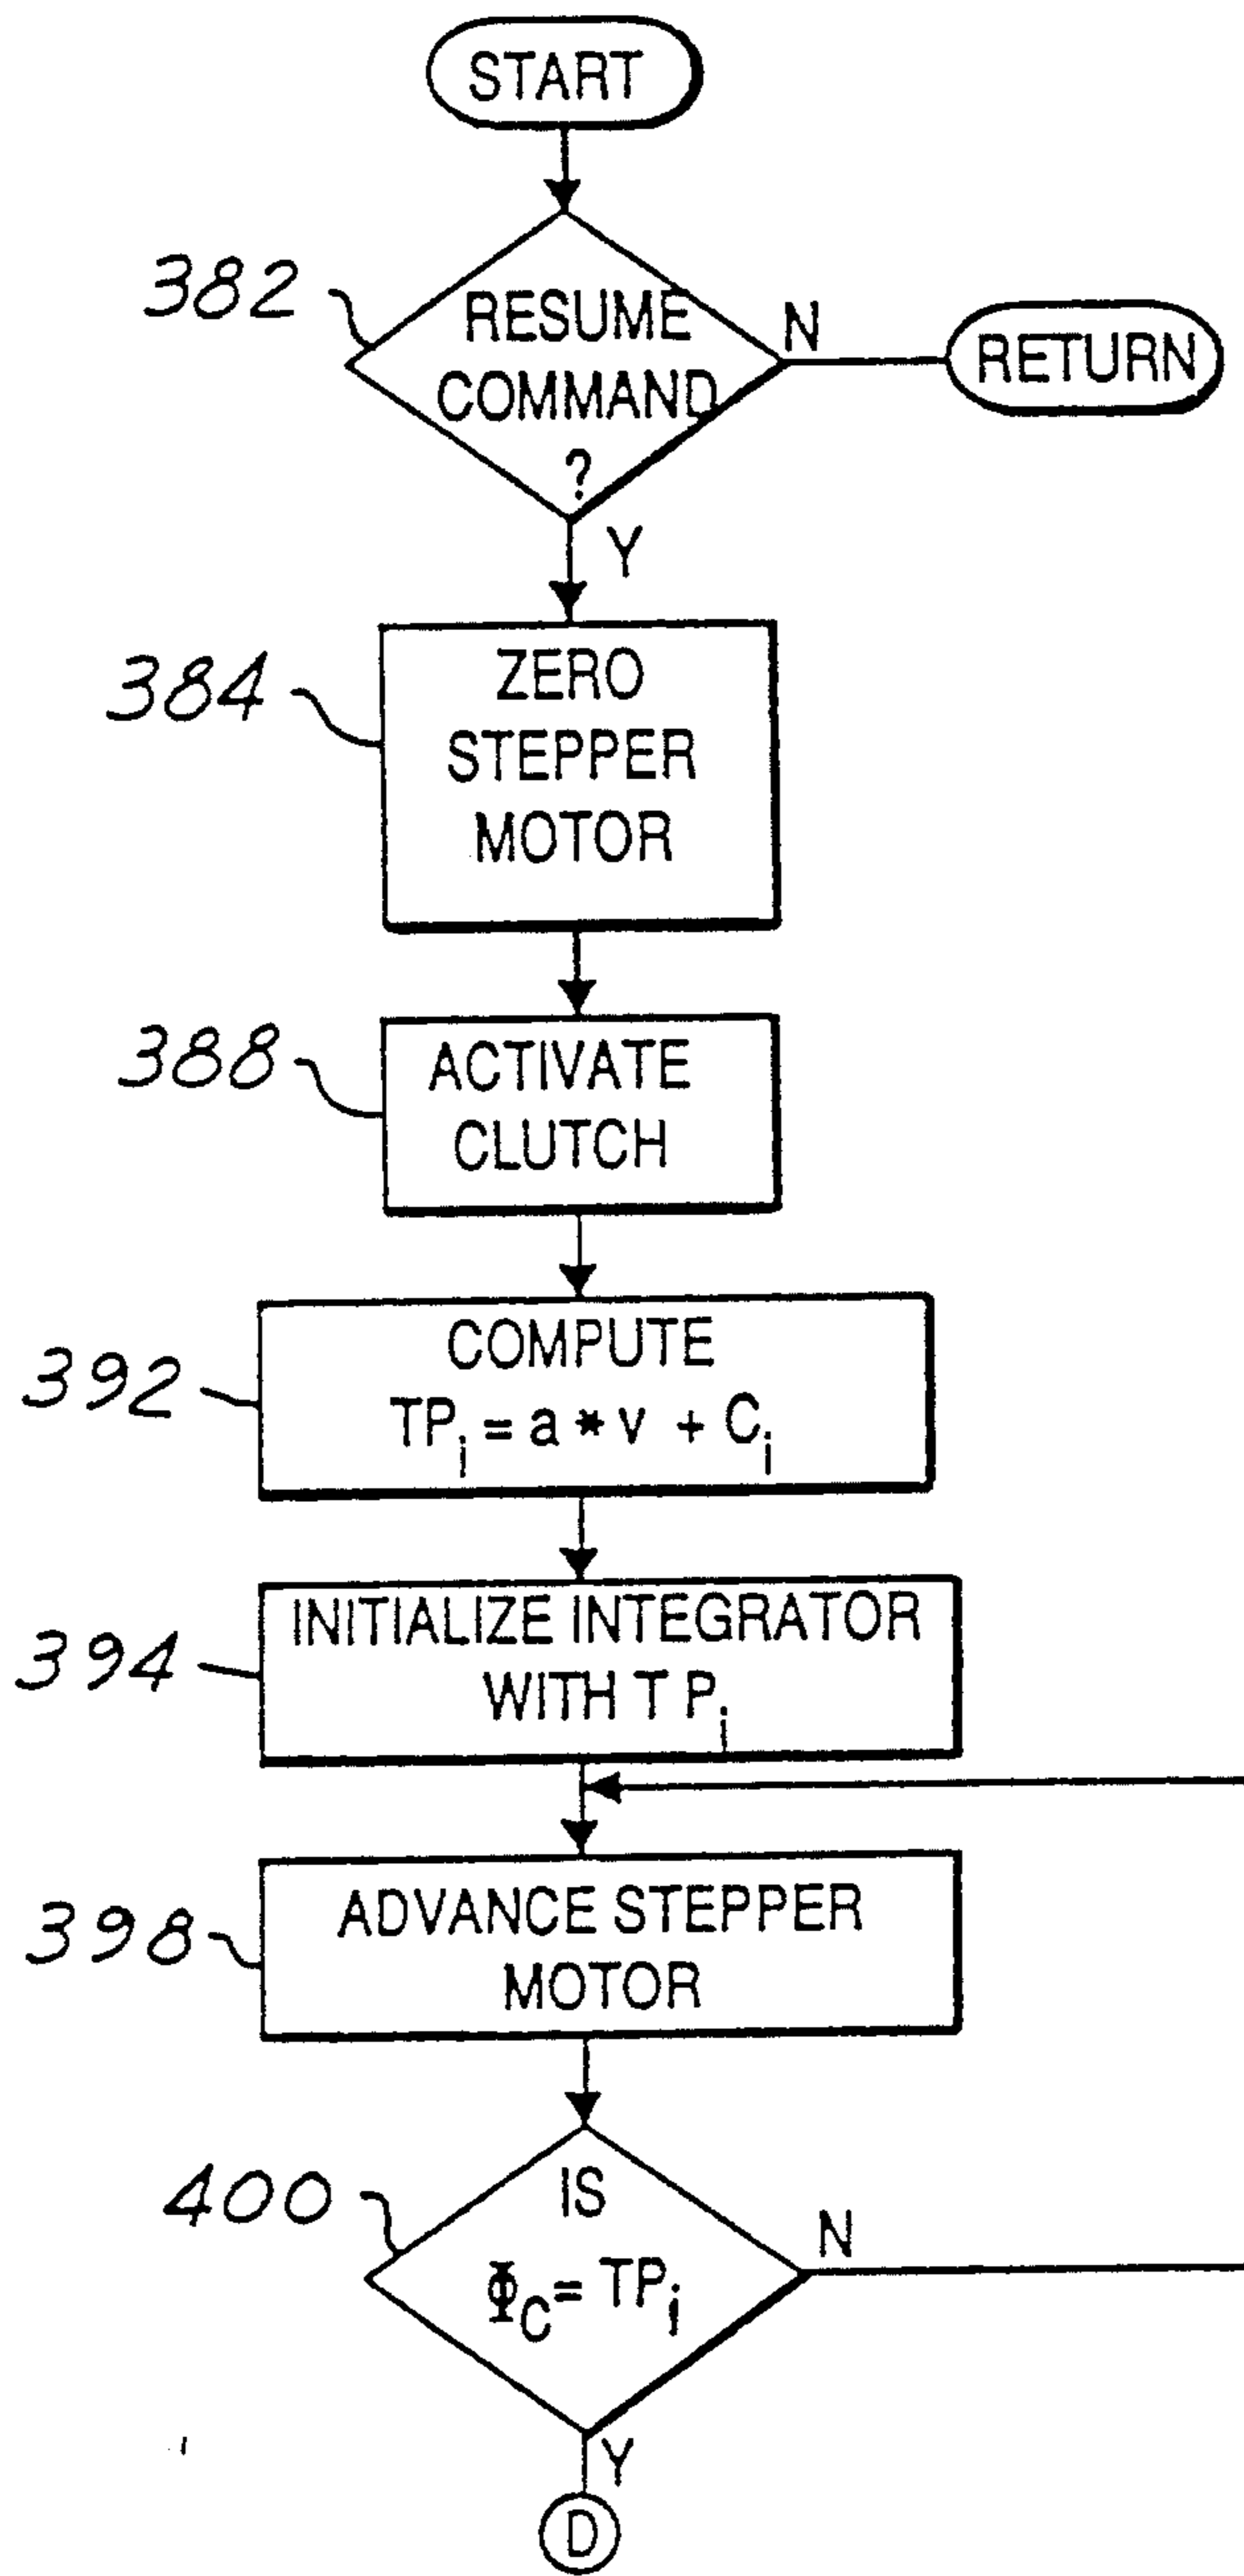 START
382
RESUME
COMMAND
?
N
RETURN
Y
384
ZERO
STEPPER
MOTOR
388
ACTIVATE
CLUTCH
392
COMPUTE
TPᵢ = a * v + Cᵢ
394
INITIALIZE INTEGRATOR
WITH T Pᵢ
398
ADVANCE STEPPER
MOTOR
400
IS
Φ_C = TPᵢ
N
Y
D